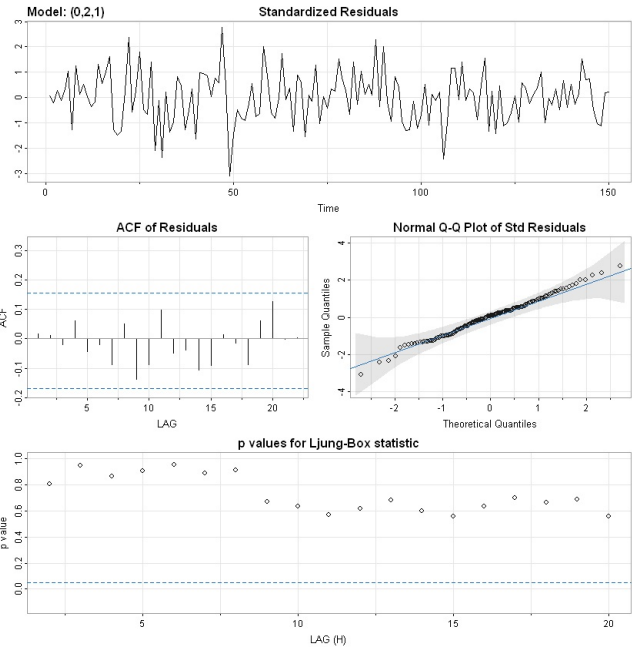 Model: (0,2,1) Standardized Residuals
3
2
1
0
-1
-2
-3
0 50 100 150
Time
ACF of Residuals
ACF
0.3
0.2
0.1
0.0
-0.1
-0.2
5 10 15 20
LAG
Normal Q-Q Plot of Std Residuals
Sample Quantiles
4
2
0
-2
-4
-2 -1 0 1 2
Theoretical Quantiles
p values for Ljung-Box statistic
p value
1.0
0.8
0.6
0.4
0.2
0.0
5 10 15 20
LAG (H)